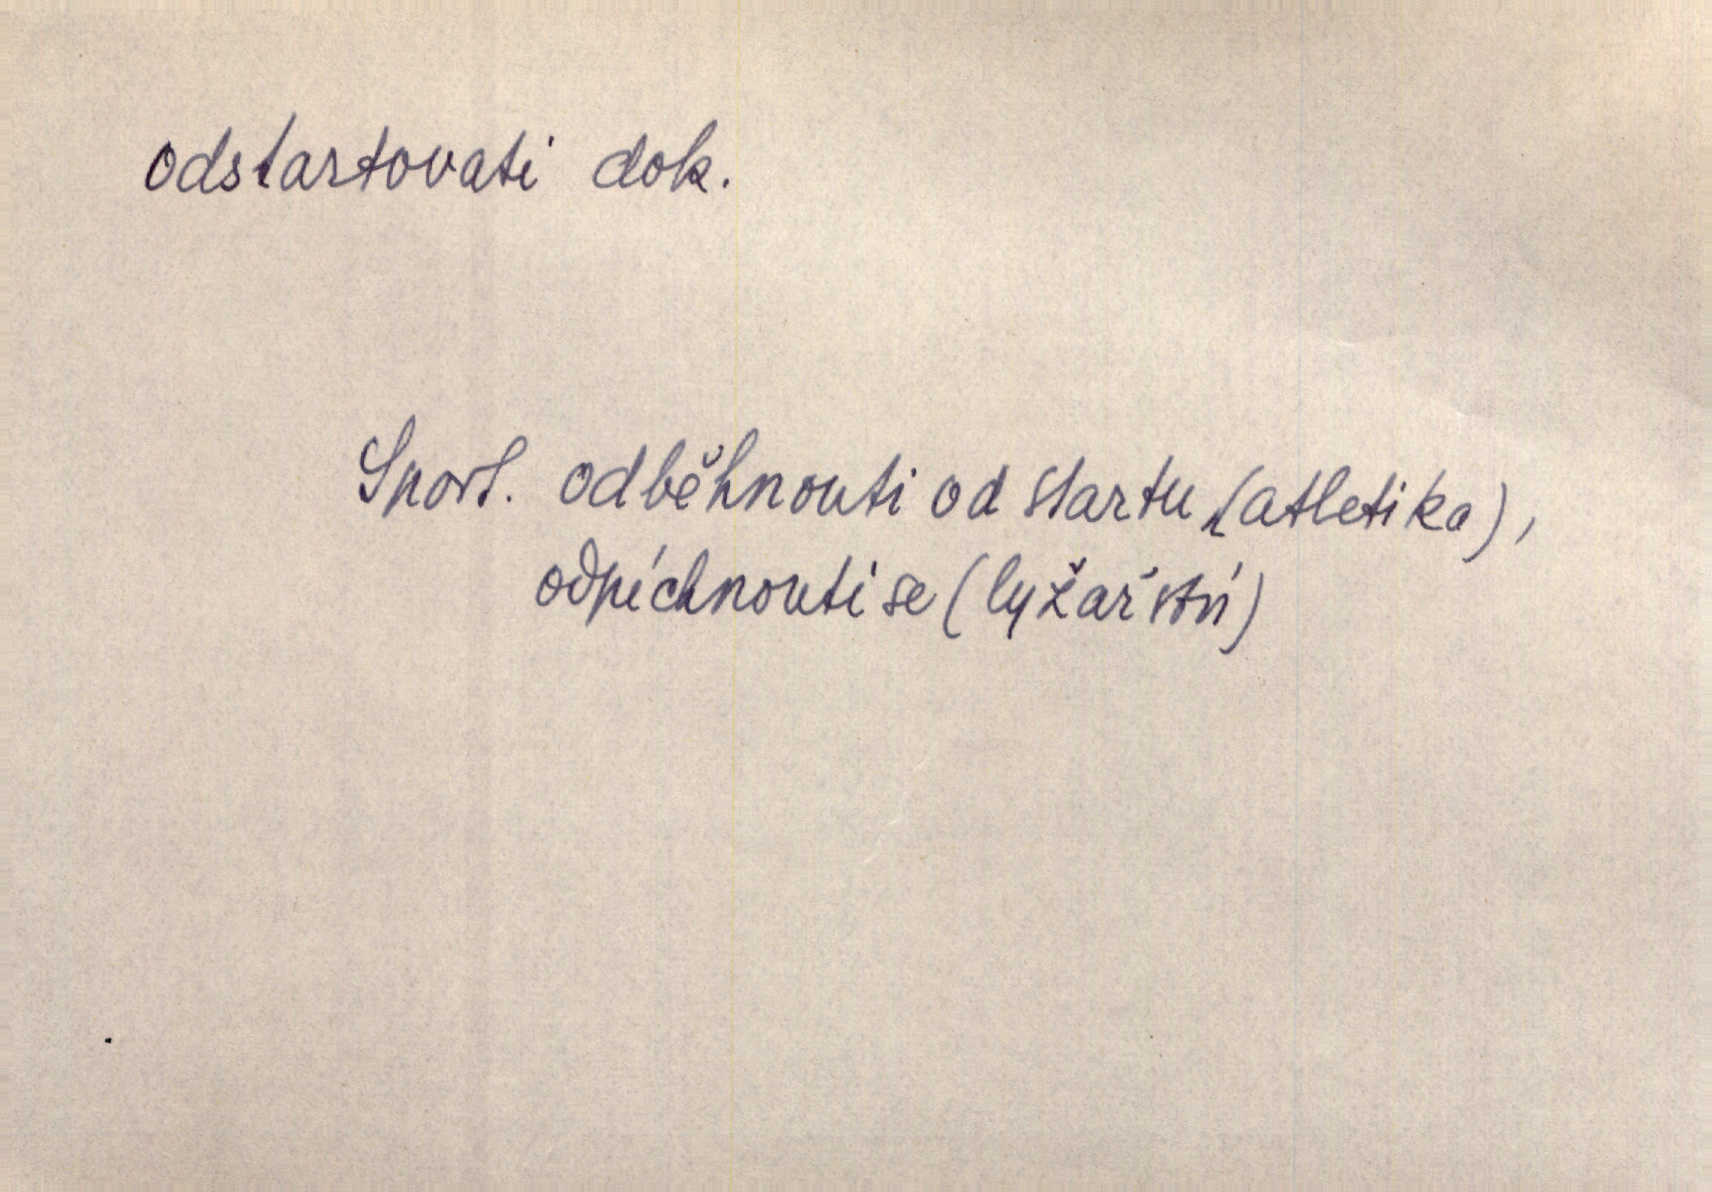 odstartovati dok.
Sport. odběhnouti od startu (atletika),
odpíchnouti se (lyžařství)